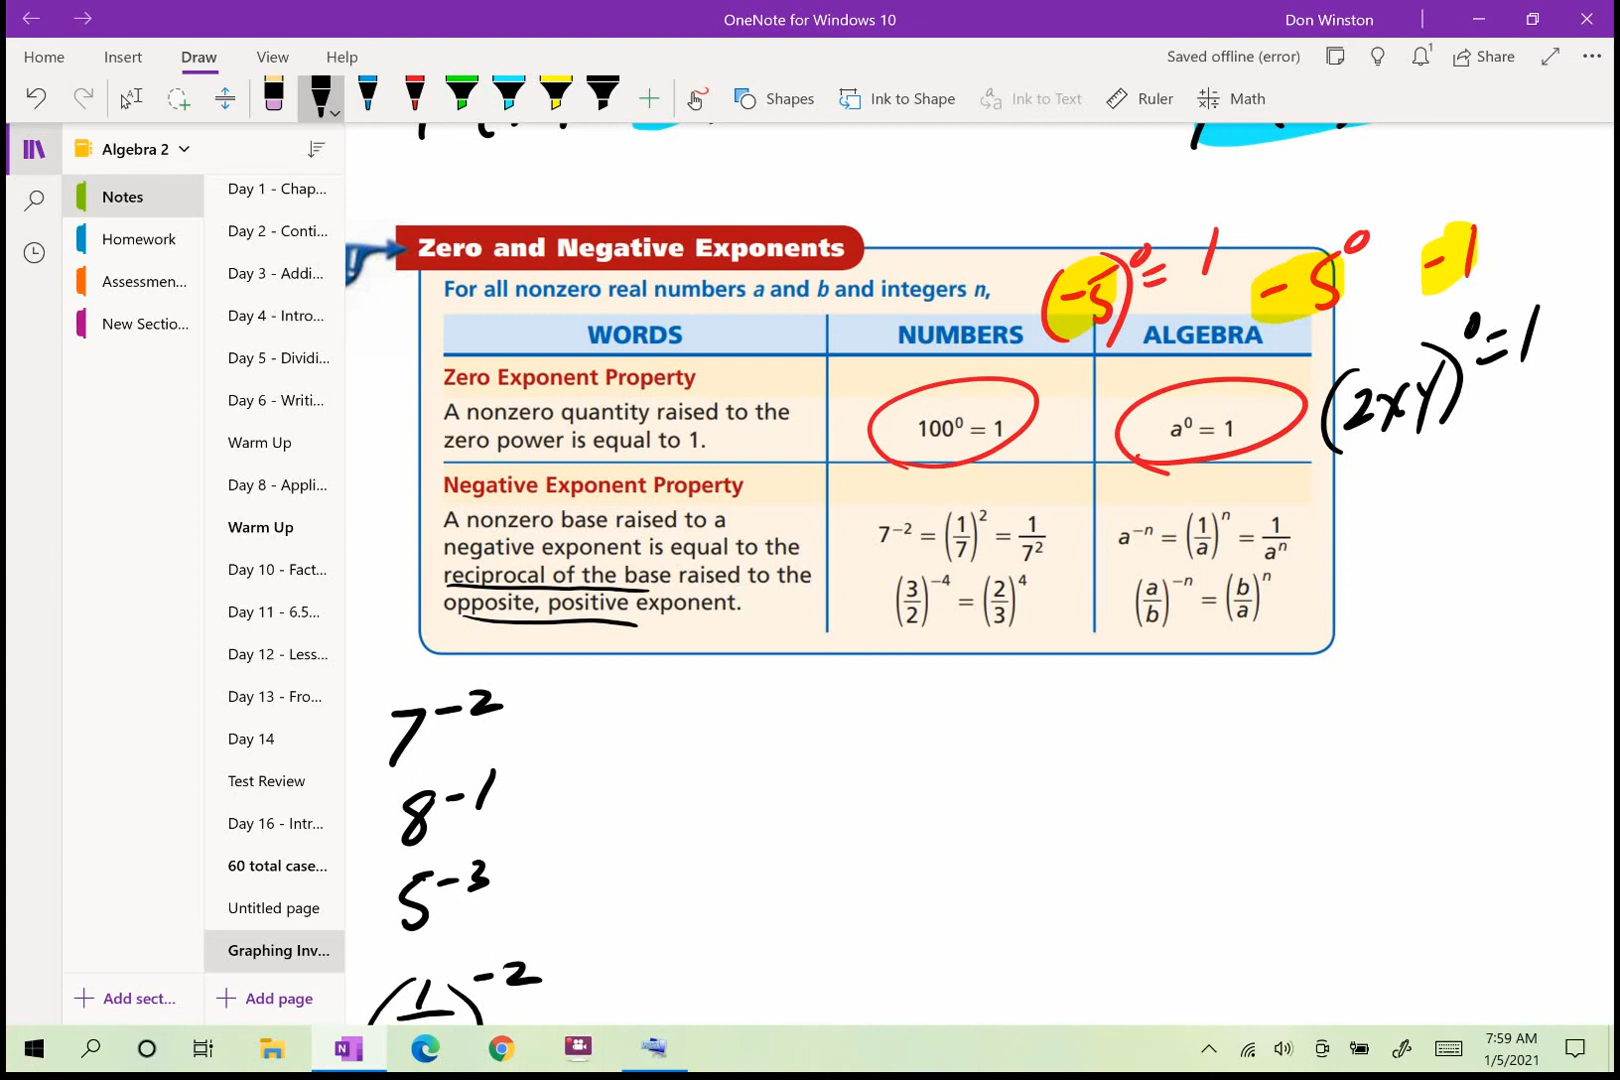 OneNote for Windows 10
Don Winston
Home Insert Draw View Help
Saved offline (error) 1 Share
Shapes Ink to Shape Ink to Text Ruler Math
Algebra 2
Notes
Homework
Assessmen...
New Sectio...
Add sect...
Day 1 - Chap...
Day 2 - Conti...
Day 3 - Addi...
Day 4 - Intro...
Day 5 - Dividi...
Day 6 - Writi...
Warm Up
Day 8 - Appli...
Warm Up
Day 10 - Fact...
Day 11 - 6.5...
Day 12 - Less...
Day 13 - Fro...
Day 14
Test Review
Day 16 - Intr...
60 total case...
Untitled page
Graphing Inv...
Add page
Zero and Negative Exponents
(-5)⁰ = 1 -5⁰ -1
For all nonzero real numbers a and b and integers n,
WORDS NUMBERS ALGEBRA
(2xy)⁰ = 1
Zero Exponent Property
A nonzero quantity raised to the
zero power is equal to 1.
100⁰ = 1
a⁰ = 1
Negative Exponent Property
A nonzero base raised to a
negative exponent is equal to the
reciprocal of the base raised to the
opposite, positive exponent.
7⁻² = (1/7)² = 1/7²
(3/2)⁻⁴ = (2/3)⁴
a⁻ⁿ = (1/a)ⁿ = 1/aⁿ
(a/b)⁻ⁿ = (b/a)ⁿ
7⁻²
8⁻¹
5⁻³
(1 )⁻²
7:59 AM
1/5/2021